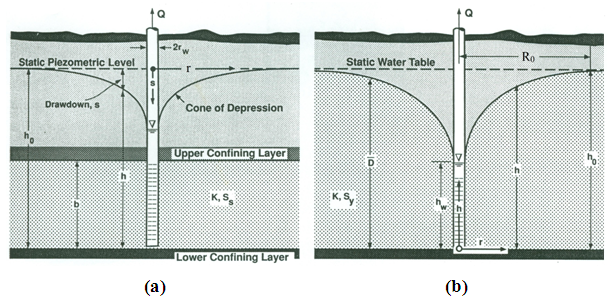 Q
2r_w
Static Piezometric Level
r
s
Drawdown, s
Cone of Depression
h_0
Upper Confining Layer
h
b
K, S_s
Lower Confining Layer
(a)
Q
R_0
Static Water Table
D
h
h_0
K, S_y
h_w
h
r
(b)